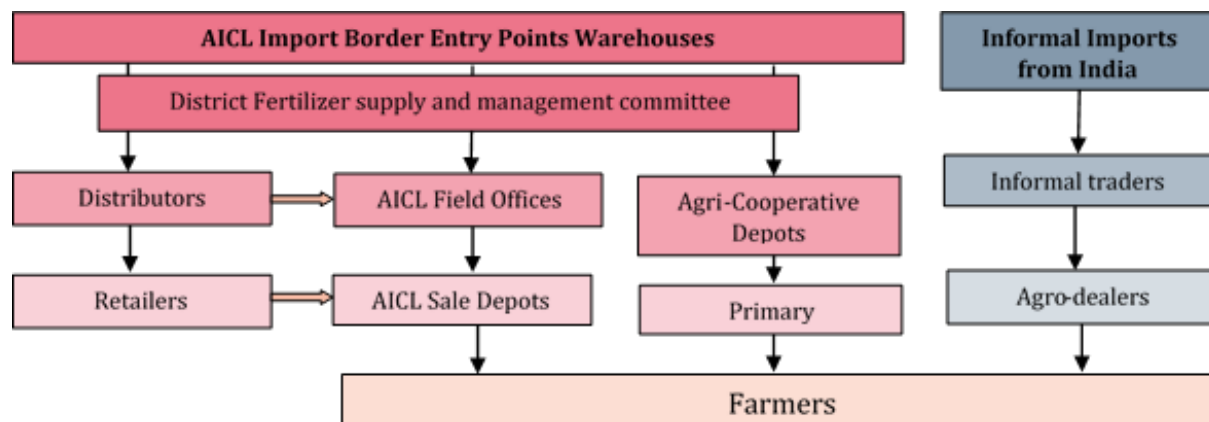 AICL Import Border Entry Points Warehouses
Informal Imports
from India
District Fertilizer supply and management committee
Distributors
AICL Field Offices
Agri-Cooperative
Depots
Informal traders
Retailers
AICL Sale Depots
Primary
Agro-dealers
Farmers